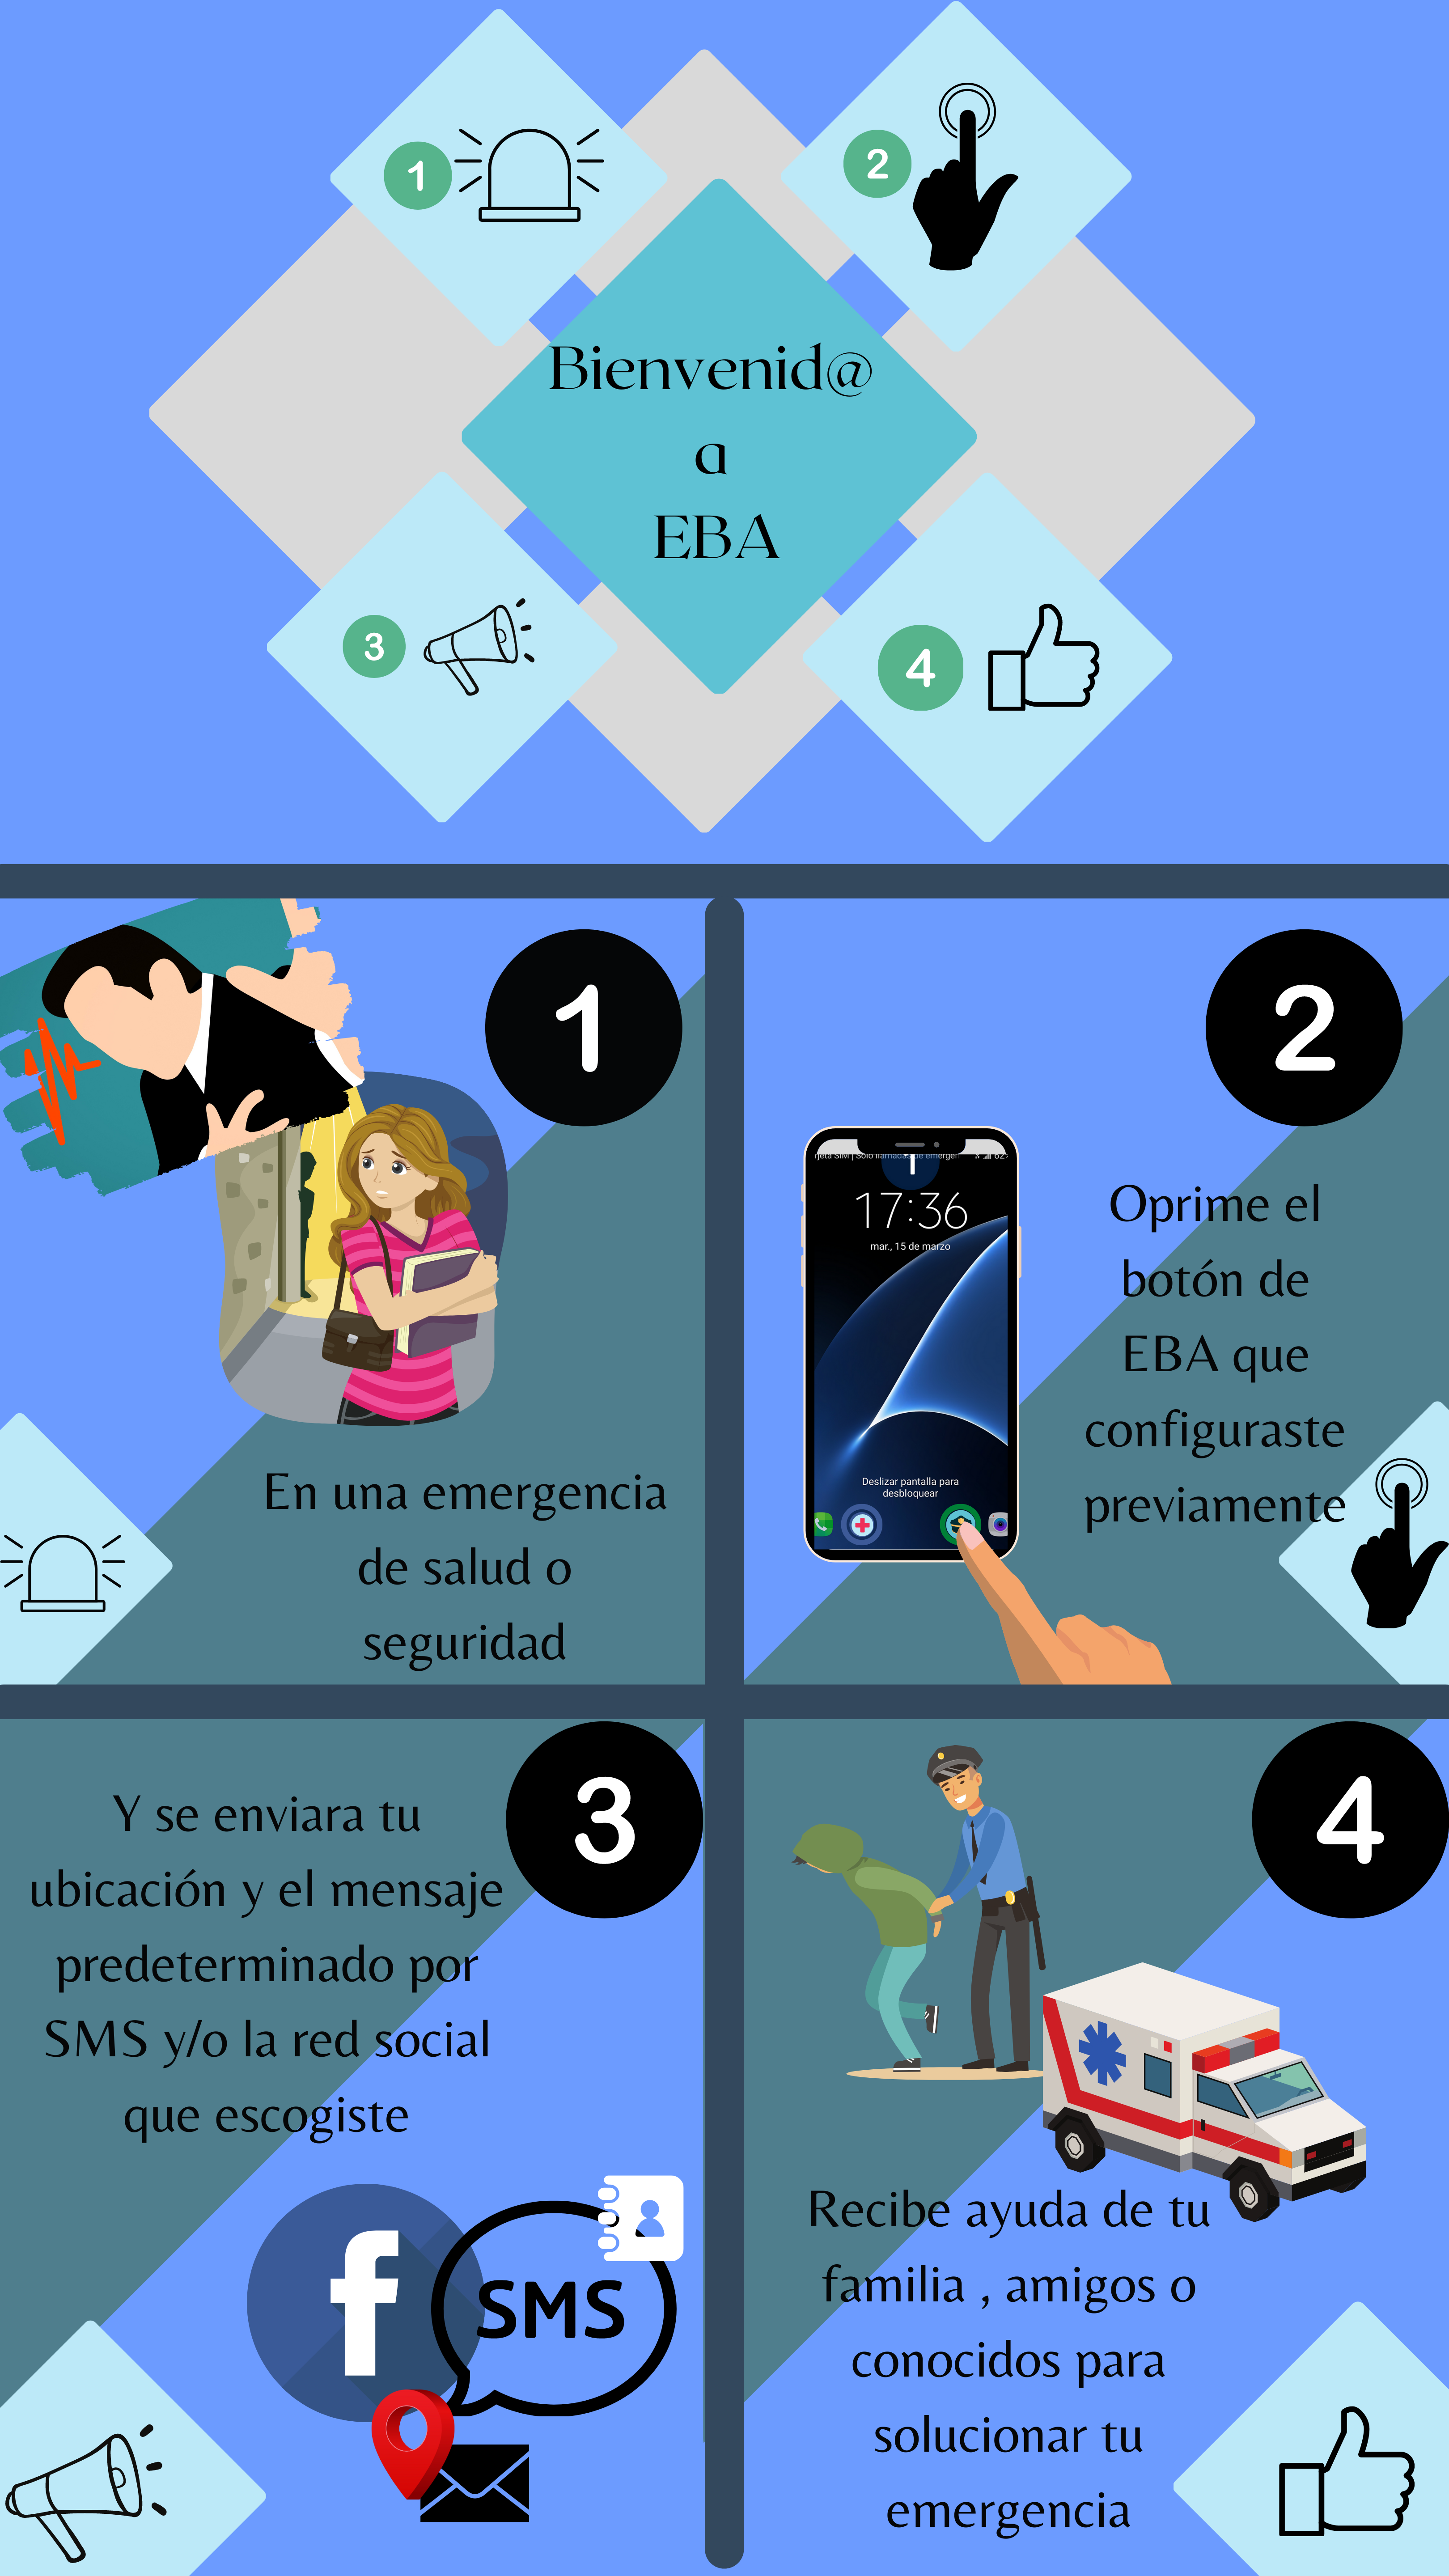 1
2
Bienvenid@
a
EBA
3
4
1
En una emergencia
de salud o
seguridad
2
17:36
mar., 15 de marzo
Deslizar pantalla para
desbloquear
Oprime el
botón de
EBA que
configuraste
previamente
3
Y se enviara tu
ubicación y el mensaje
predeterminado por
SMS y/o la red social
que escogiste
f
SMS
4
Recibe ayuda de tu
familia , amigos o
conocidos para
solucionar tu
emergencia